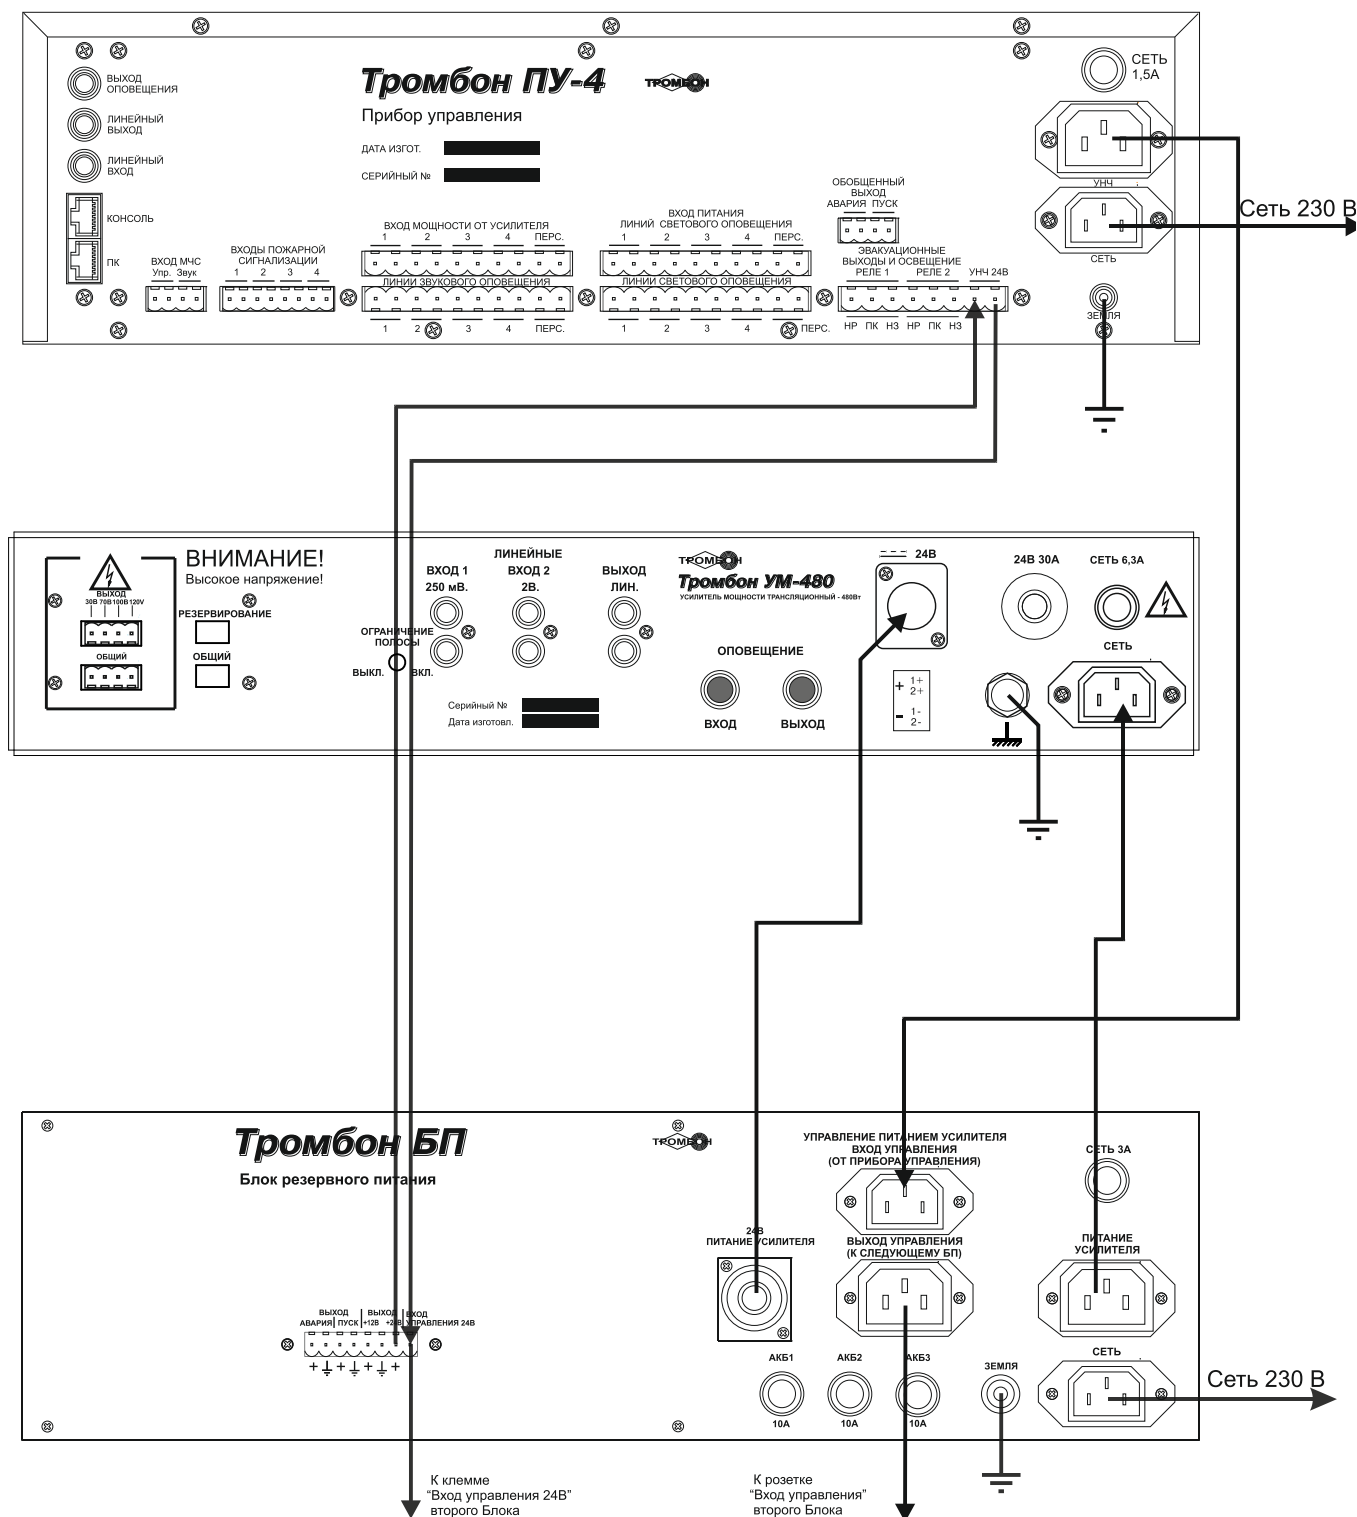 Тромбон ПУ-4
ТРОМБОН
Прибор управления
ДАТА ИЗГОТ.
СЕРИЙНЫЙ №
ВЫХОД
ОПОВЕЩЕНИЯ
ЛИНЕЙНЫЙ
ВЫХОД
ЛИНЕЙНЫЙ
ВХОД
КОНСОЛЬ
ПК
ВХОД МЧС
Упр. Звук
ВХОДЫ ПОЖАРНОЙ
СИГНАЛИЗАЦИИ
1 2 3 4
ВХОД МОЩНОСТИ ОТ УСИЛИТЕЛЯ
1 2 3 4 ПЕРС.
ЛИНИИ ЗВУКОВОГО ОПОВЕЩЕНИЯ
1 2 3 4 ПЕРС.
ВХОД ПИТАНИЯ
ЛИНИЙ СВЕТОВОГО ОПОВЕЩЕНИЯ
1 2 3 4 ПЕРС.
ЛИНИИ СВЕТОВОГО ОПОВЕЩЕНИЯ
1 2 3 4 ПЕРС.
ОБОБЩЕННЫЙ
ВЫХОД
АВАРИЯ ПУСК
ЭВАКУАЦИОННЫЕ
ВЫХОДЫ И ОСВЕЩЕНИЕ
РЕЛЕ 1 РЕЛЕ 2 УНЧ 24В
НР ПК НЗ НР ПК НЗ
СЕТЬ
1,5А
УНЧ
СЕТЬ
ЗЕМЛЯ
Сеть 230 В
ВНИМАНИЕ!
Высокое напряжение!
ВЫХОД
30В 70В 100В 120V
ОБЩИЙ
РЕЗЕРВИРОВАНИЕ
ОБЩИЙ
ЛИНЕЙНЫЕ
ВХОД 1 ВХОД 2 ВЫХОД
250 мВ. 2В. ЛИН.
ОГРАНИЧЕНИЕ
ПОЛОСЫ
ВЫКЛ. ВКЛ.
Серийный №
Дата изготовл.
ТРОМБОН
Тромбон УМ-480
УСИЛИТЕЛЬ МОЩНОСТИ ТРАНСЛЯЦИОННЫЙ - 480Вт
ОПОВЕЩЕНИЕ
ВХОД ВЫХОД
24В
+ 1+
2+
- 1-
2-
24В 30А
СЕТЬ 6,3А
СЕТЬ
Тромбон БП
ТРОМБОН
Блок резервного питания
ВЫХОД ВЫХОД ВХОД
АВАРИЯ ПУСК +12В +24В УПРАВЛЕНИЯ 24В
+ + + +
24В
ПИТАНИЕ УСИЛИТЕЛЯ
УПРАВЛЕНИЕ ПИТАНИЕМ УСИЛИТЕЛЯ
ВХОД УПРАВЛЕНИЯ
(ОТ ПРИБОРА УПРАВЛЕНИЯ)
ВЫХОД УПРАВЛЕНИЯ
(К СЛЕДУЮЩЕМУ БП)
СЕТЬ 3А
ПИТАНИЕ
УСИЛИТЕЛЯ
АКБ1 АКБ2 АКБ3
10А 10А 10А
ЗЕМЛЯ
СЕТЬ
Сеть 230 В
К клемме
“Вход управления 24В”
второго Блока
К розетке
“Вход управления”
второго Блока